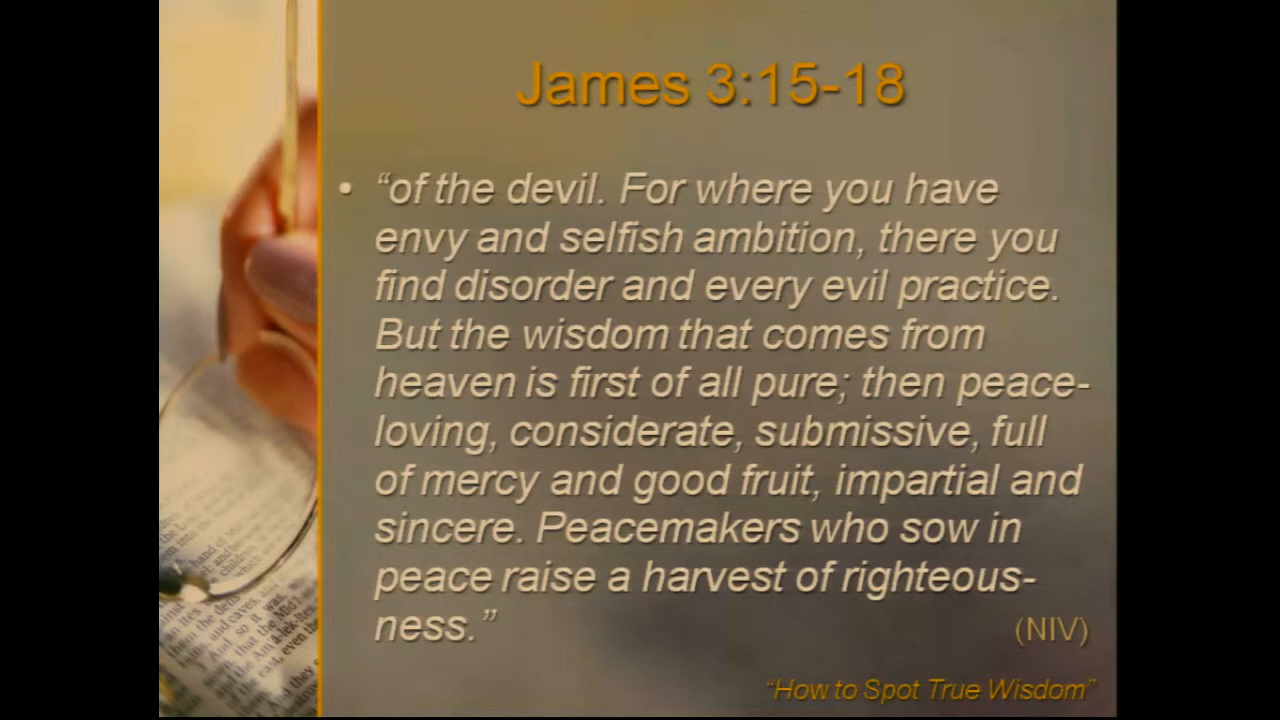 James 3:15-18
• “of the devil. For where you have
envy and selfish ambition, there you
find disorder and every evil practice.
But the wisdom that comes from
heaven is first of all pure; then peace-
loving, considerate, submissive, full
of mercy and good fruit, impartial and
sincere. Peacemakers who sow in
peace raise a harvest of righteous-
ness.” (NIV)
“How to Spot True Wisdom”